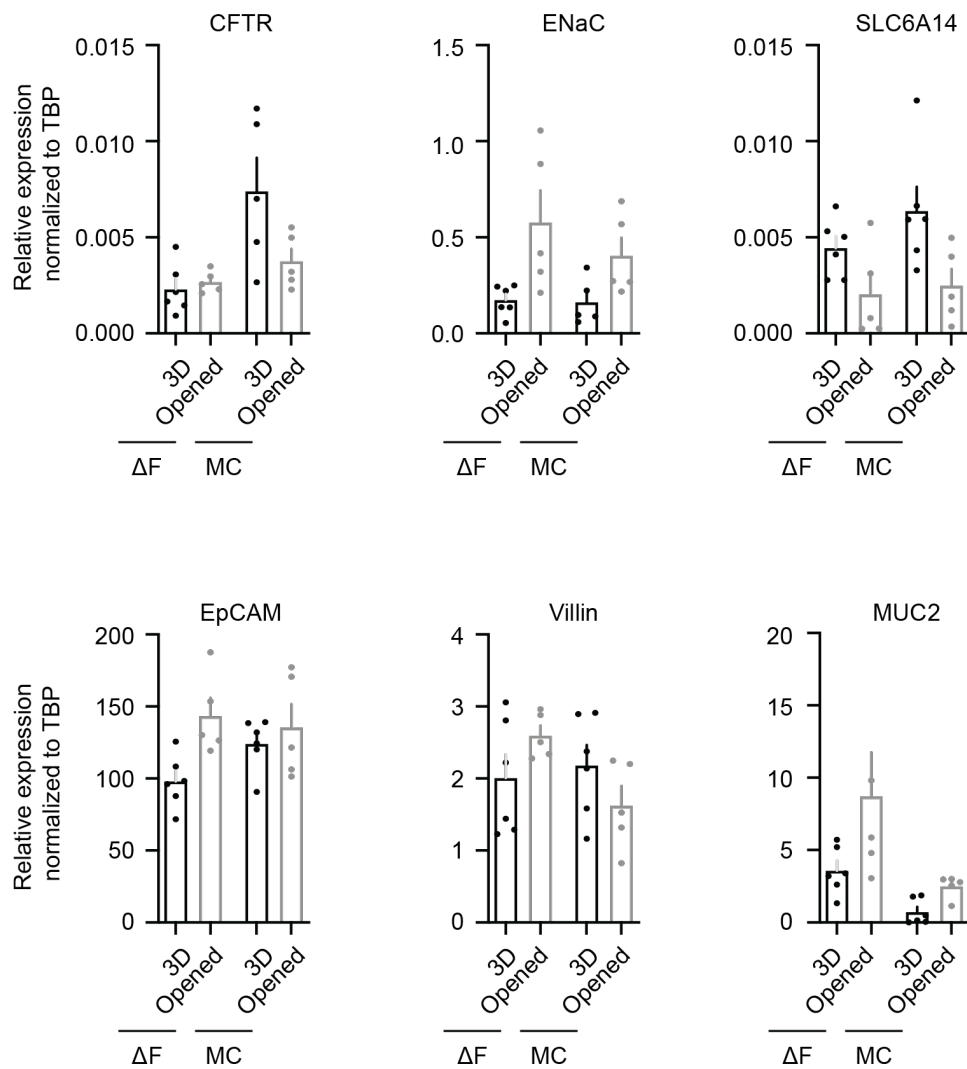 CFTR
ENaC
SLC6A14
Relative expression
normalized to TBP
0.015
0.010
0.005
0.000
1.5
1.0
0.5
0.0
0.015
0.010
0.005
0.000
3D
Opened
3D
Opened
3D
Opened
3D
Opened
3D
Opened
3D
Opened
ΔF
MC
ΔF
MC
ΔF
MC
EpCAM
Villin
MUC2
Relative expression
normalized to TBP
200
150
100
50
0
4
3
2
1
0
20
15
10
5
0
3D
Opened
3D
Opened
3D
Opened
3D
Opened
3D
Opened
3D
Opened
ΔF
MC
ΔF
MC
ΔF
MC